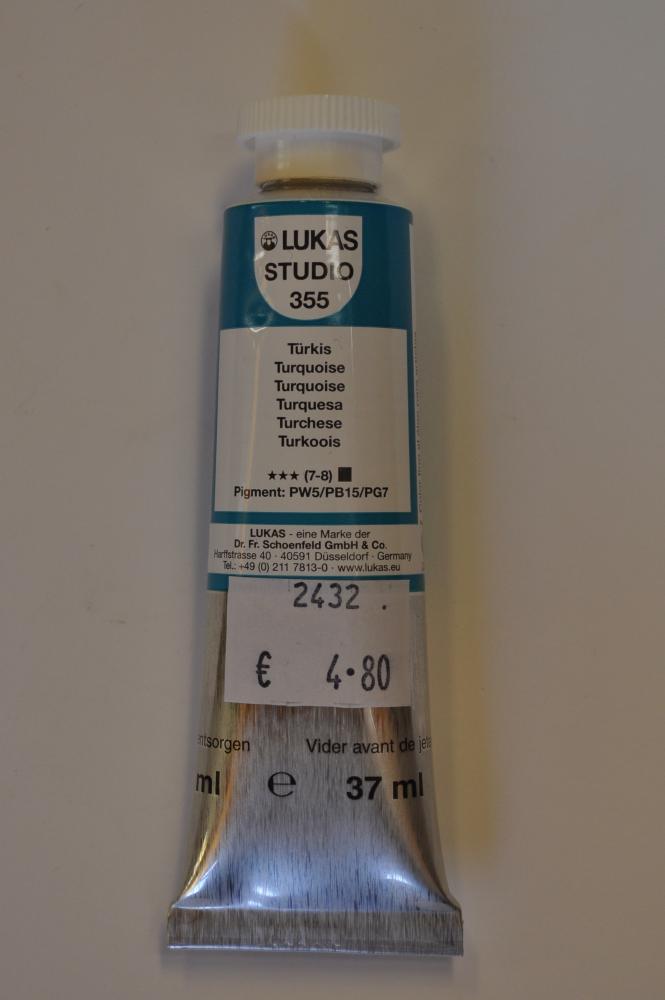 LUKAS
STUDIO
355
Türkis
Turquoise
Turquoise
Turquesa
Turchese
Turkoois
★★★ (7-8) ■
Pigment: PW5/PB15/PG7
LUKAS - eine Marke der
Dr. Fr. Schoenfeld GmbH & Co.
Harffstrasse 40 · 40591 Düsseldorf · Germany
Tel.: +49 (0) 211 7813-0 · www.lukas.eu
2432 .
€ 4·80
entsorgen Vider avant de jete
ml ℮ 37 ml